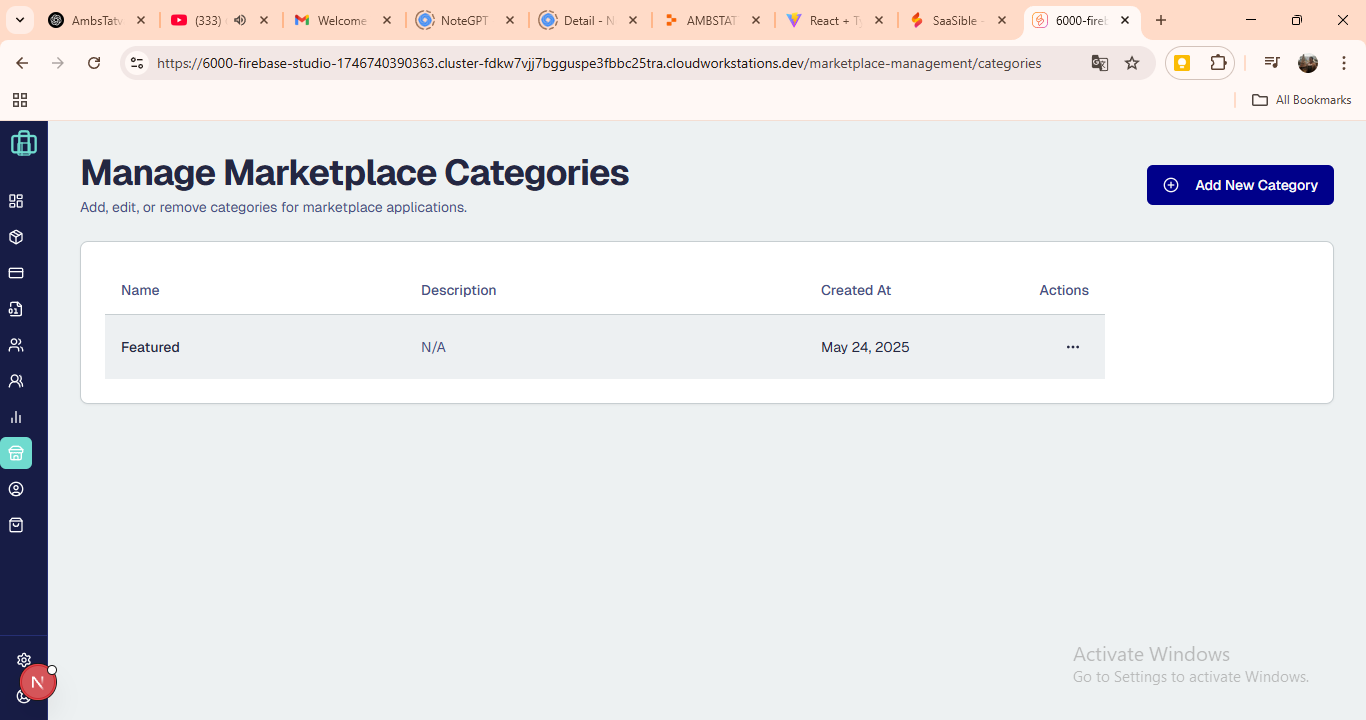 AmbsTatv
(333)
Welcome
NoteGPT
Detail - N
AMBSTAT
React + Ty
SaaSible -
6000-fireb
https://6000-firebase-studio-1746740390363.cluster-fdkw7vjj7bgguspe3fbbc25tra.cloudworkstations.dev/marketplace-management/categories
All Bookmarks
Manage Marketplace Categories
Add, edit, or remove categories for marketplace applications.
Add New Category
Name Description Created At Actions
Featured N/A May 24, 2025 ...
Activate Windows
Go to Settings to activate Windows.
N